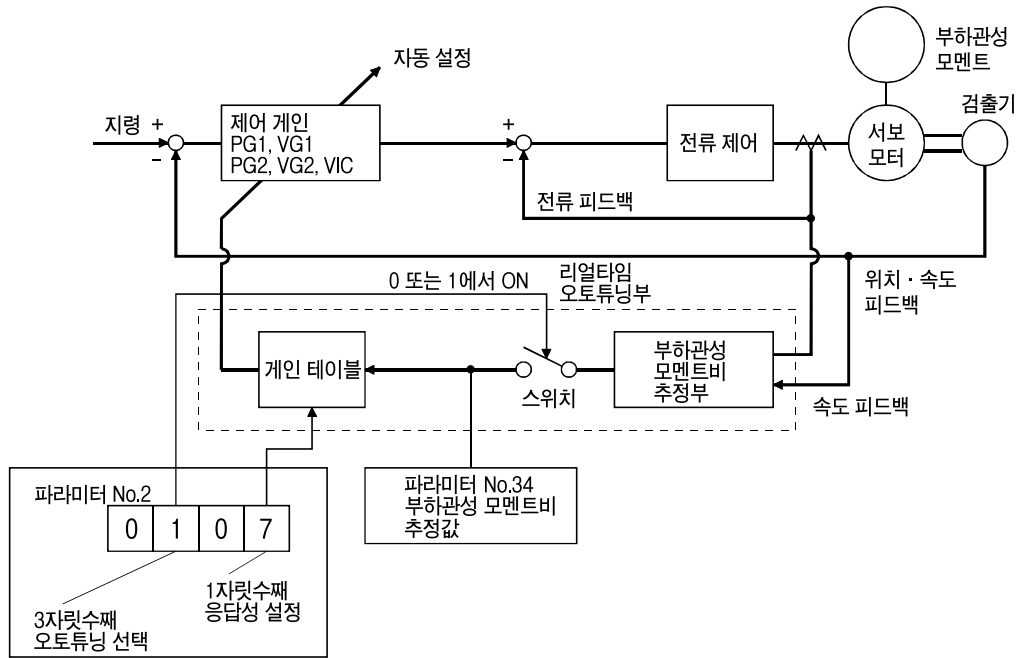 자동 설정
부하관성
모멘트
지령
+
−
제어 게인
PG1, VG1
PG2, VG2, VIC
+
−
전류 제어
서보
모터
검출기
전류 피드백
위치 · 속도
피드백
0 또는 1에서 ON
리얼타임
오토튜닝부
게인 테이블
스위치
부하관성
모멘트비
추정부
속도 피드백
파라미터 No.2
0 1 0 7
3자릿수째
오토튜닝 선택
1자릿수째
응답성 설정
파라미터 No.34
부하관성 모멘트비
추정값